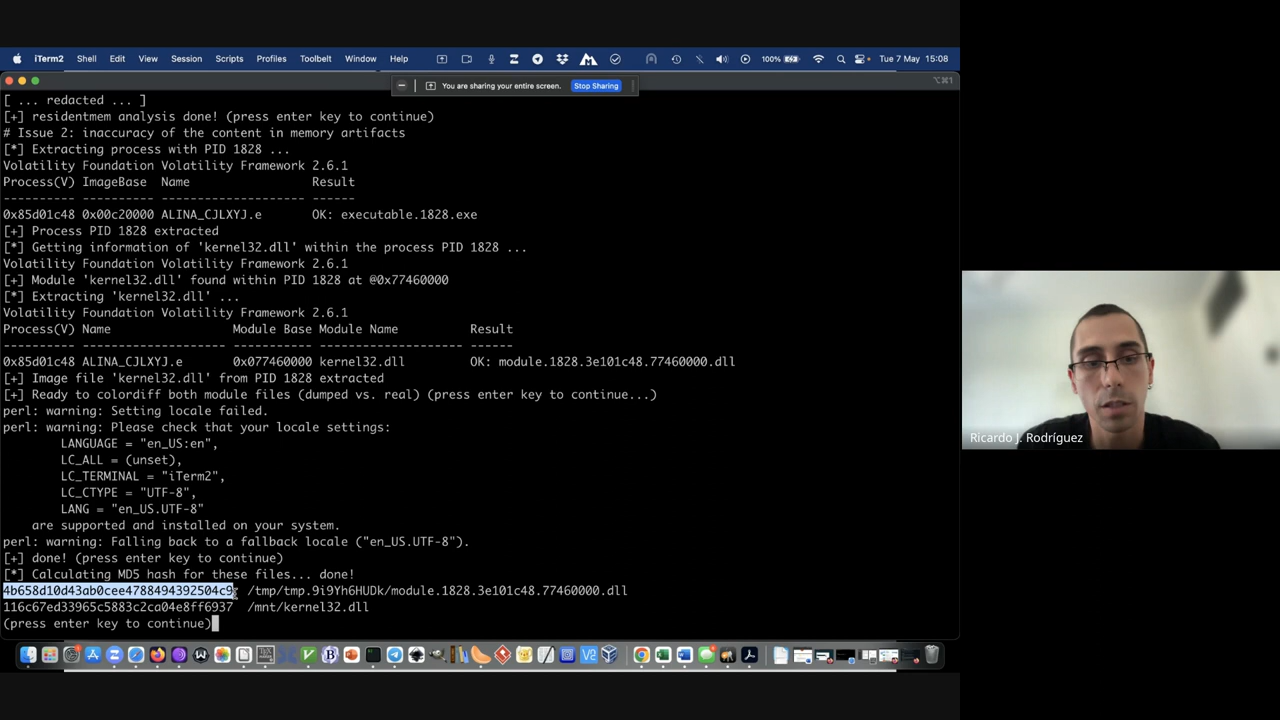 iTerm2 Shell Edit View Session Scripts Profiles Toolbelt Window Help 100% Tue 7 May 15:08
You are sharing your entire screen. Stop Sharing
⌥⌘1
[ ... redacted ... ]
[+] residentmem analysis done! (press enter key to continue)
# Issue 2: inaccuracy of the content in memory artifacts
[*] Extracting process with PID 1828 ...
Volatility Foundation Volatility Framework 2.6.1
Process(V) ImageBase Name Result
---------- ---------- -------------------- ------
0x85d01c48 0x00c20000 ALINA_CJLXYJ.e OK: executable.1828.exe
[+] Process PID 1828 extracted
[*] Getting information of 'kernel32.dll' within the process PID 1828 ...
Volatility Foundation Volatility Framework 2.6.1
[+] Module 'kernel32.dll' found within PID 1828 at @0x77460000
[*] Extracting 'kernel32.dll' ...
Volatility Foundation Volatility Framework 2.6.1
Process(V) Name Module Base Module Name Result
---------- -------------------- ----------- -------------------- ------
0x85d01c48 ALINA_CJLXYJ.e 0x077460000 kernel32.dll OK: module.1828.3e101c48.77460000.dll
[+] Image file 'kernel32.dll' from PID 1828 extracted
[+] Ready to colordiff both module files (dumped vs. real) (press enter key to continue...)
perl: warning: Setting locale failed.
perl: warning: Please check that your locale settings:
LANGUAGE = "en_US:en",
LC_ALL = (unset),
LC_TERMINAL = "iTerm2",
LC_CTYPE = "UTF-8",
LANG = "en_US.UTF-8"
are supported and installed on your system.
perl: warning: Falling back to a fallback locale ("en_US.UTF-8").
[+] done! (press enter key to continue)
[*] Calculating MD5 hash for these files... done!
4b658d10d43ab0cee4788494392504c9 /tmp/tmp.9i9Yh6HUDk/module.1828.3e101c48.77460000.dll
116c67ed33965c5883c2ca04e8ff6937 /mnt/kernel32.dll
(press enter key to continue)
Ricardo J. Rodríguez